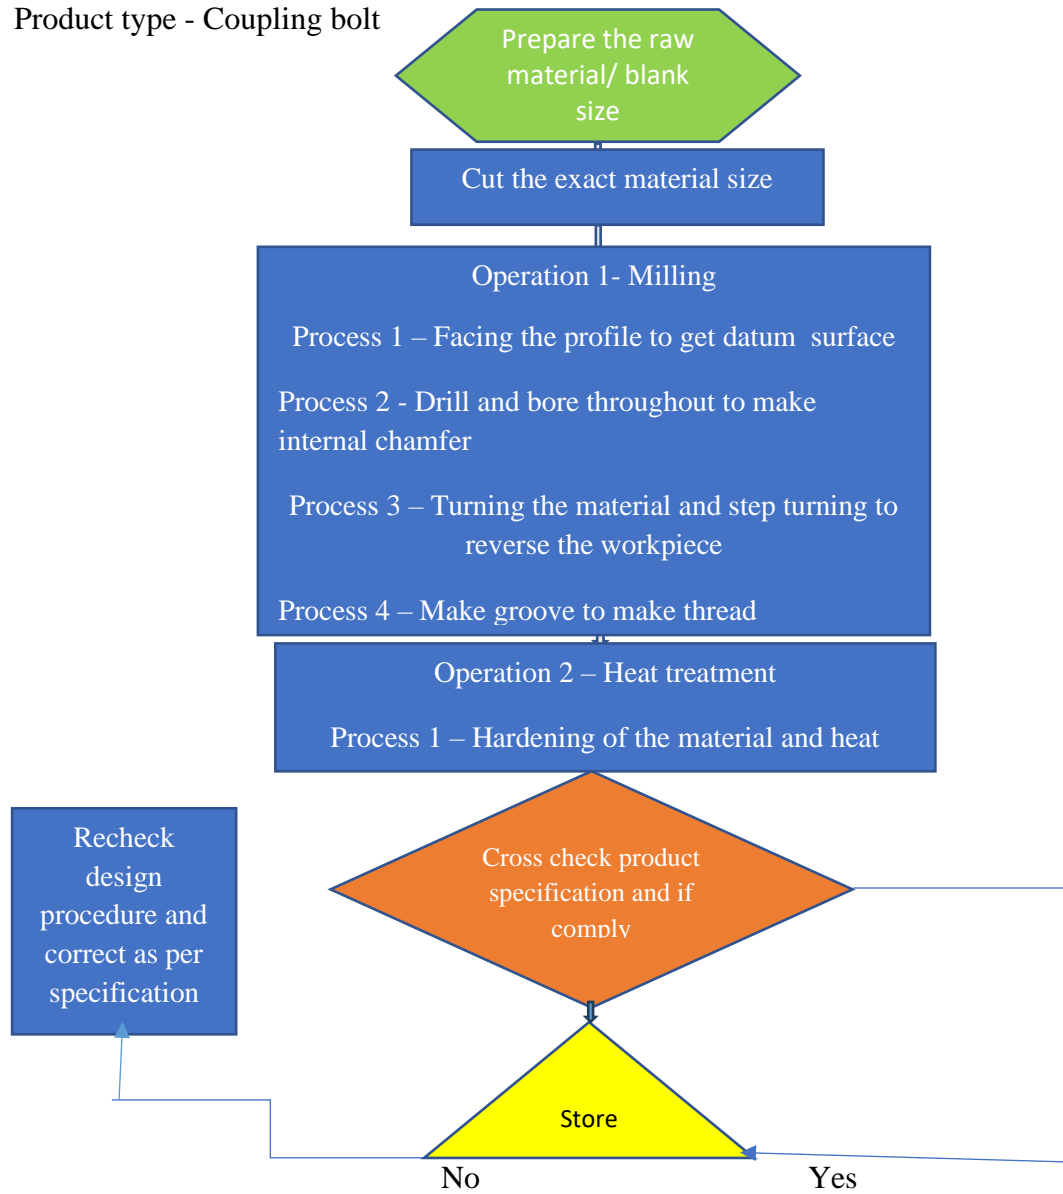 Product type - Coupling bolt
Prepare the raw
material/ blank
size
Cut the exact material size
Operation 1- Milling
Process 1 – Facing the profile to get datum  surface
Process 2 - Drill and bore throughout to make
internal chamfer
Process 3 – Turning the material and step turning to
reverse the workpiece
Process 4 – Make groove to make thread
Operation 2 – Heat treatment
Process 1 – Hardening of the material and heat
Recheck
design
procedure and
correct as per
specification
Cross check product
specification and if
comply
Store
No
Yes